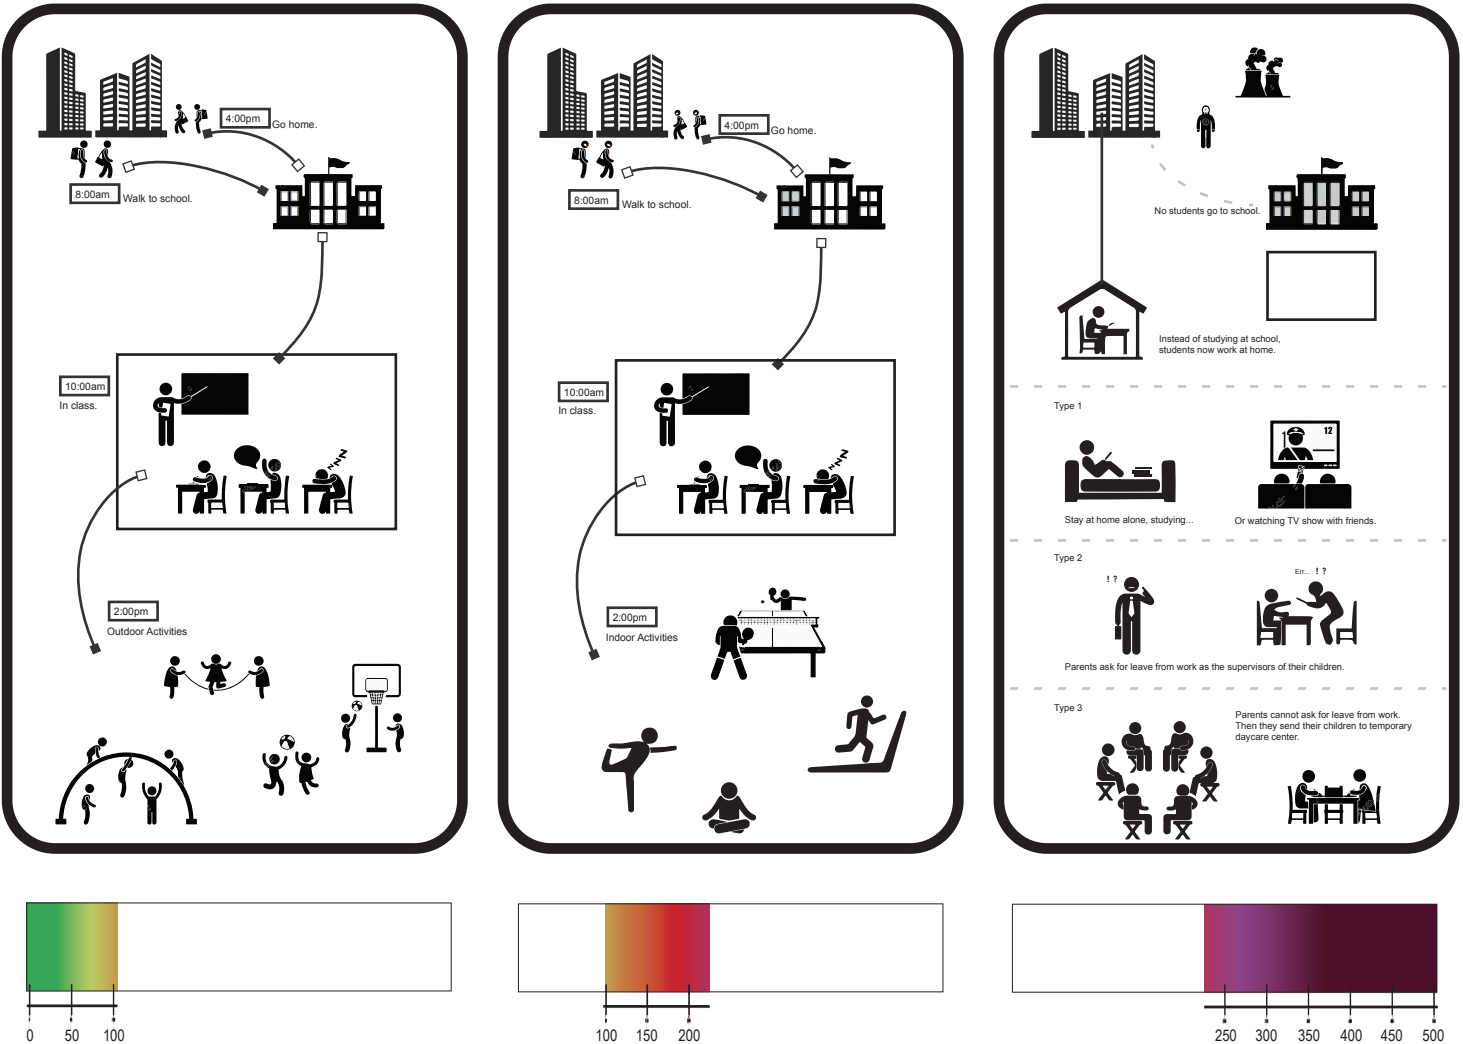 4:00pm
Go home.
8:00am
Walk to school.
10:00am
In class.
z z z
2:00pm
Outdoor Activities
0 50 100
4:00pm
Go home.
8:00am
Walk to school.
10:00am
In class.
z z z
2:00pm
Indoor Activities
100 150 200
No students go to school.
Instead of studying at school,
students now work at home.
Type 1
12
Stay at home alone, studying...
Or watching TV show with friends.
Type 2
! ?
Err... ! ?
Parents ask for leave from work as the supervisors of their children.
Type 3
Parents cannot ask for leave from work.
Then they send their children to temporary
daycare center.
250 300 350 400 450 500